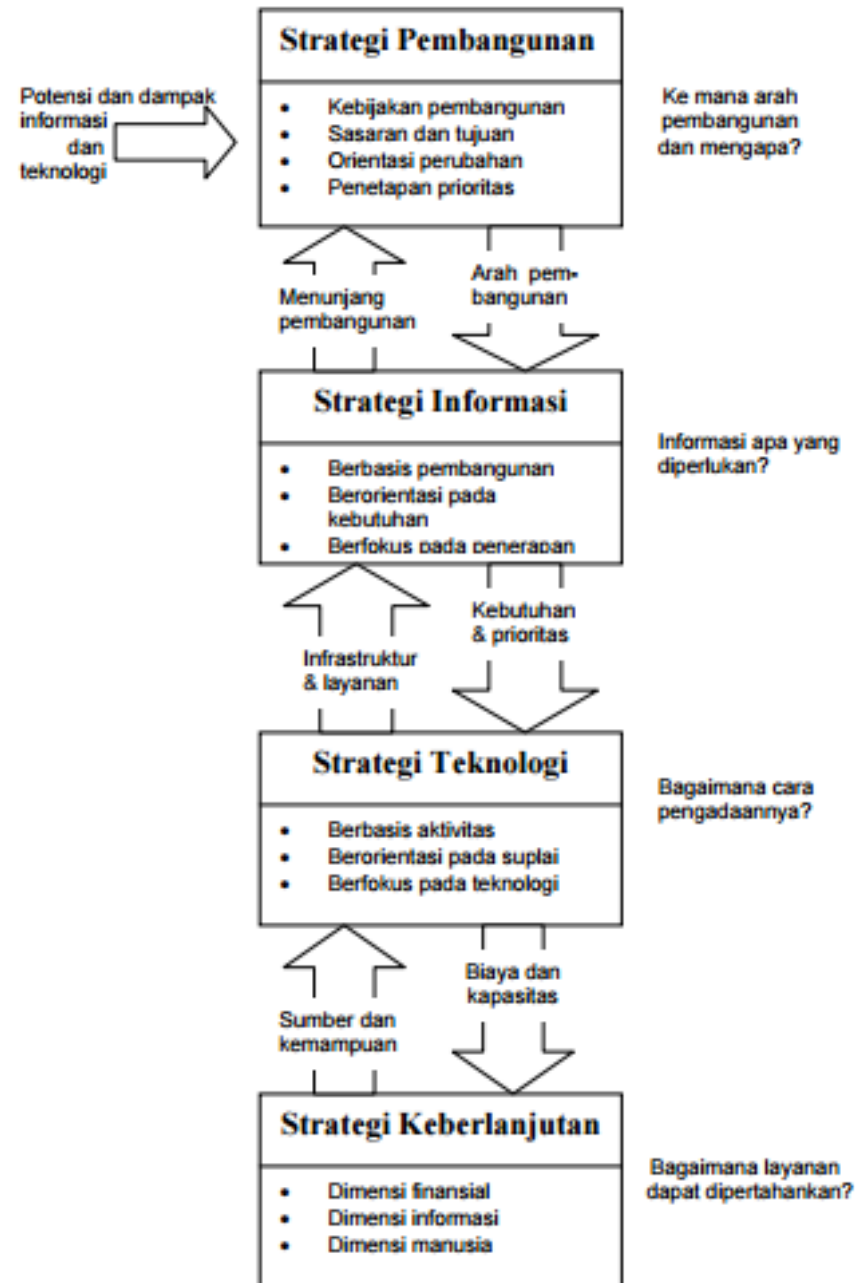 Strategi Pembangunan
Potensi dan dampak
informasi
dan
teknologi
• Kebijakan pembangunan
• Sasaran dan tujuan
• Orientasi perubahan
• Penetapan prioritas
Ke mana arah
pembangunan
dan mengapa?
Menunjang
pembangunan
Arah pem-
bangunan
Strategi Informasi
• Berbasis pembangunan
• Berorientasi pada
kebutuhan
• Berfokus pada penerapan
Informasi apa yang
diperlukan?
Infrastruktur
& layanan
Kebutuhan
& prioritas
Strategi Teknologi
• Berbasis aktivitas
• Berorientasi pada suplai
• Berfokus pada teknologi
Bagaimana cara
pengadaannya?
Sumber dan
kemampuan
Biaya dan
kapasitas
Strategi Keberlanjutan
• Dimensi finansial
• Dimensi informasi
• Dimensi manusia
Bagaimana layanan
dapat dipertahankan?